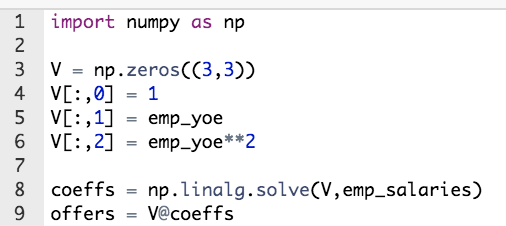 1 import numpy as np
2
3 V = np.zeros((3,3))
4 V[:,0] = 1
5 V[:,1] = emp_yoe
6 V[:,2] = emp_yoe**2
7
8 coeffs = np.linalg.solve(V,emp_salaries)
9 offers = V@coeffs